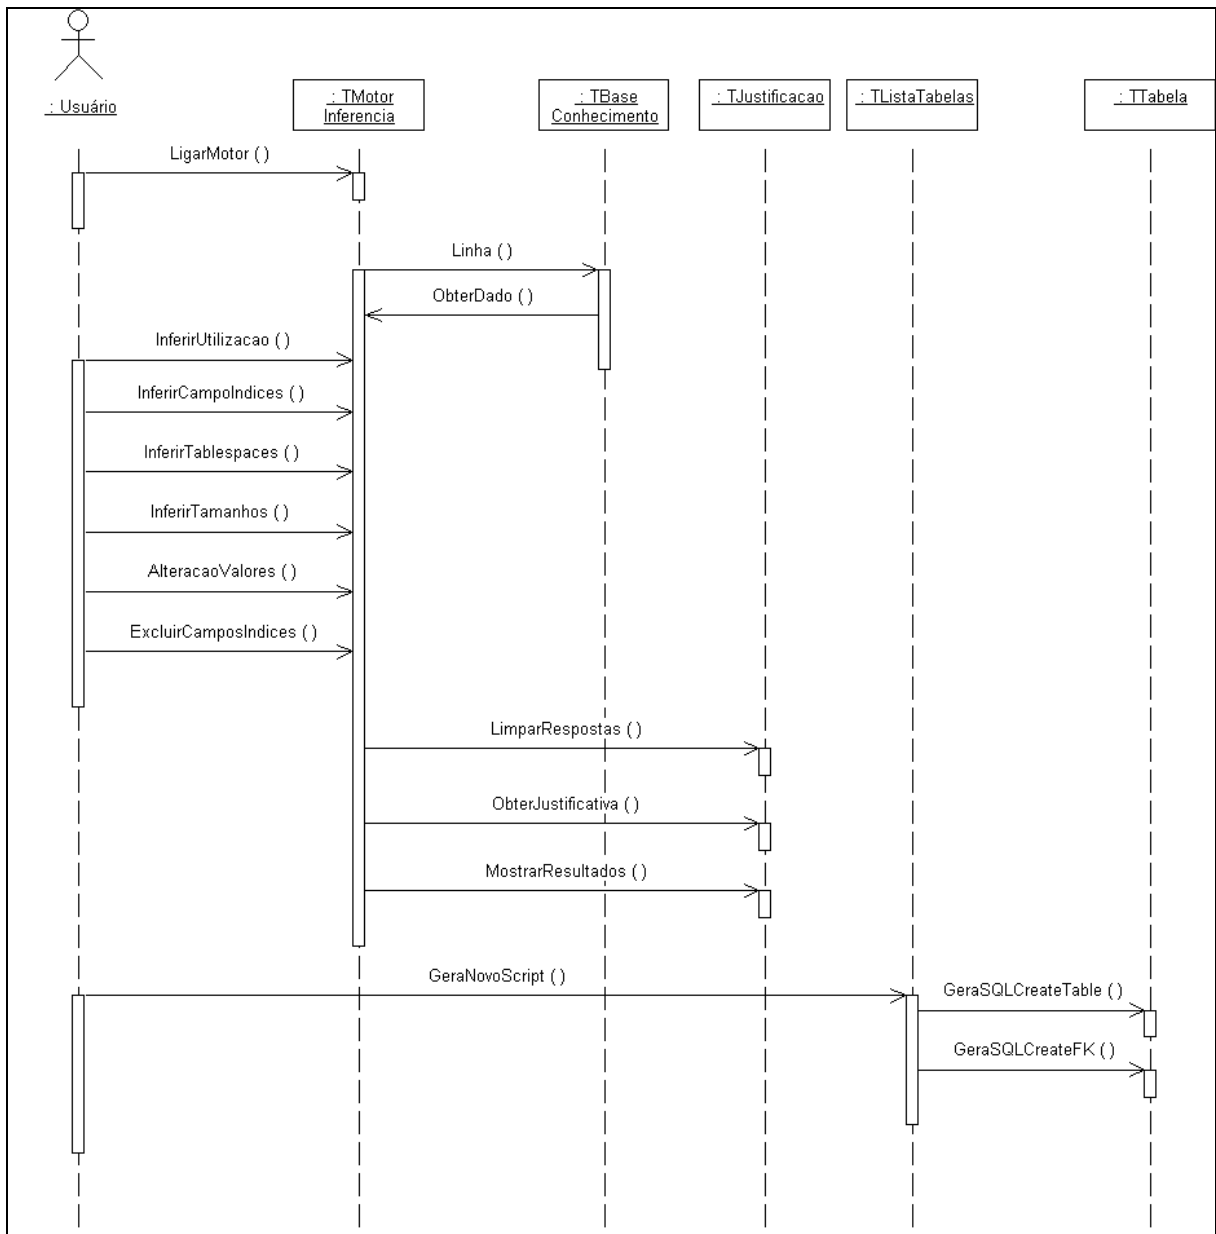 : Usuário
: TMotor
Inferencia
: TBase
Conhecimento
: TJustificacao
: TListaTabelas
: TTabela
LigarMotor ( )
Linha ( )
ObterDado ( )
InferirUtilizacao ( )
InferirCampoIndices ( )
InferirTablespaces ( )
InferirTamanhos ( )
AlteracaoValores ( )
ExcluirCamposIndices ( )
LimparRespostas ( )
ObterJustificativa ( )
MostrarResultados ( )
GeraNovoScript ( )
GeraSQLCreateTable ( )
GeraSQLCreateFK ( )